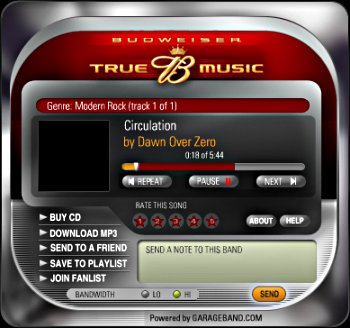 BUDWEISER
TRUE B MUSIC
Genre: Modern Rock (track 1 of 1)
Circulation
by Dawn Over Zero
0:18 of 5:44
REPEAT PAUSE NEXT
RATE THIS SONG
1 2 3 4 5
ABOUT HELP
BUY CD
DOWNLOAD MP3
SEND TO A FRIEND
SAVE TO PLAYLIST
JOIN FANLIST
SEND A NOTE TO THIS BAND
BANDWIDTH LO HI
SEND
Powered by GARAGEBAND.COM